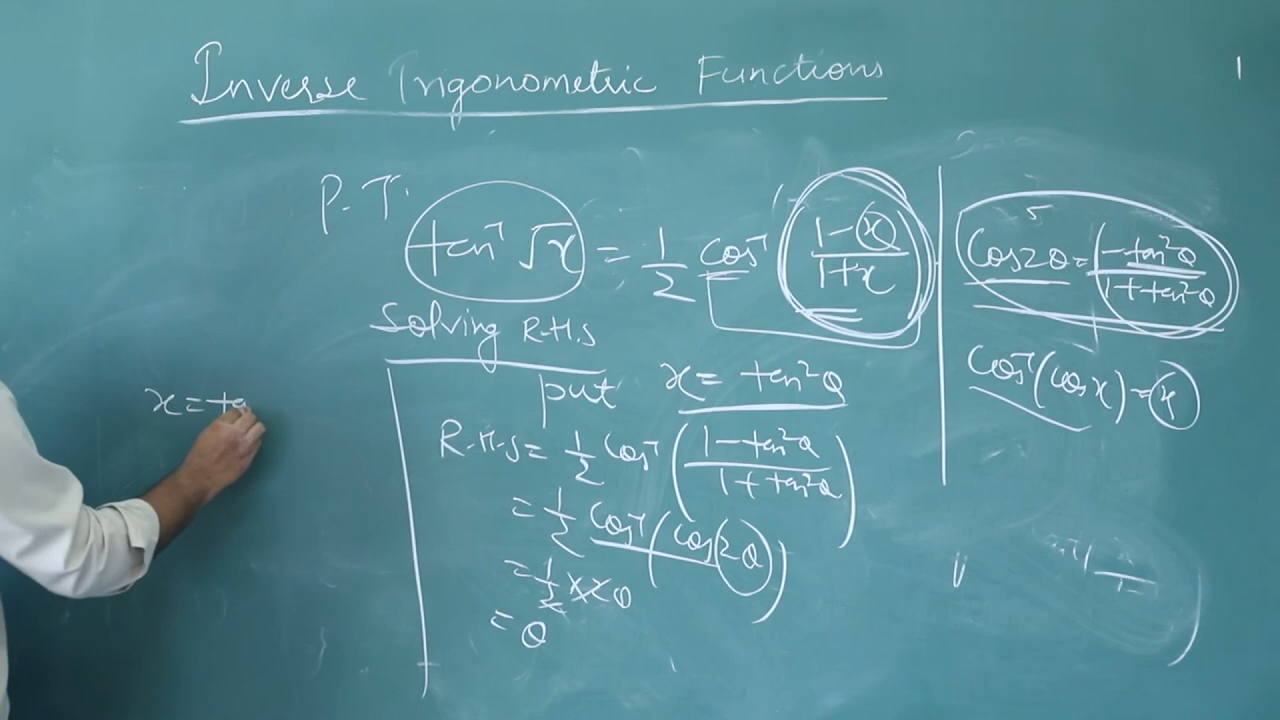 Inverse Trigonometric Functions
P.T. tan⁻¹ √x = 1/2 cos⁻¹ (1-x/1+x)
Solving R.H.S
put x = tan²θ
R.H.S = 1/2 cos⁻¹ (1-tan²θ/1+tan²θ)
= 1/2 cos⁻¹ (cos 2θ)
= 1/2 × 2θ
= θ
cos2θ = 1-tan²θ/1+tan²θ
cos⁻¹(cosx) = x
x = ta